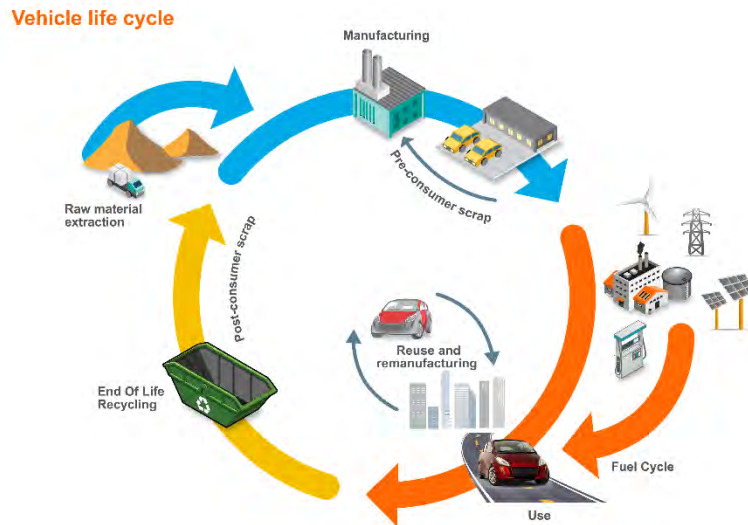 Vehicle life cycle
Manufacturing
Pre-consumer scrap
Raw material
extraction
Post-consumer scrap
Reuse and
remanufacturing
End Of Life
Recycling
Fuel Cycle
Use